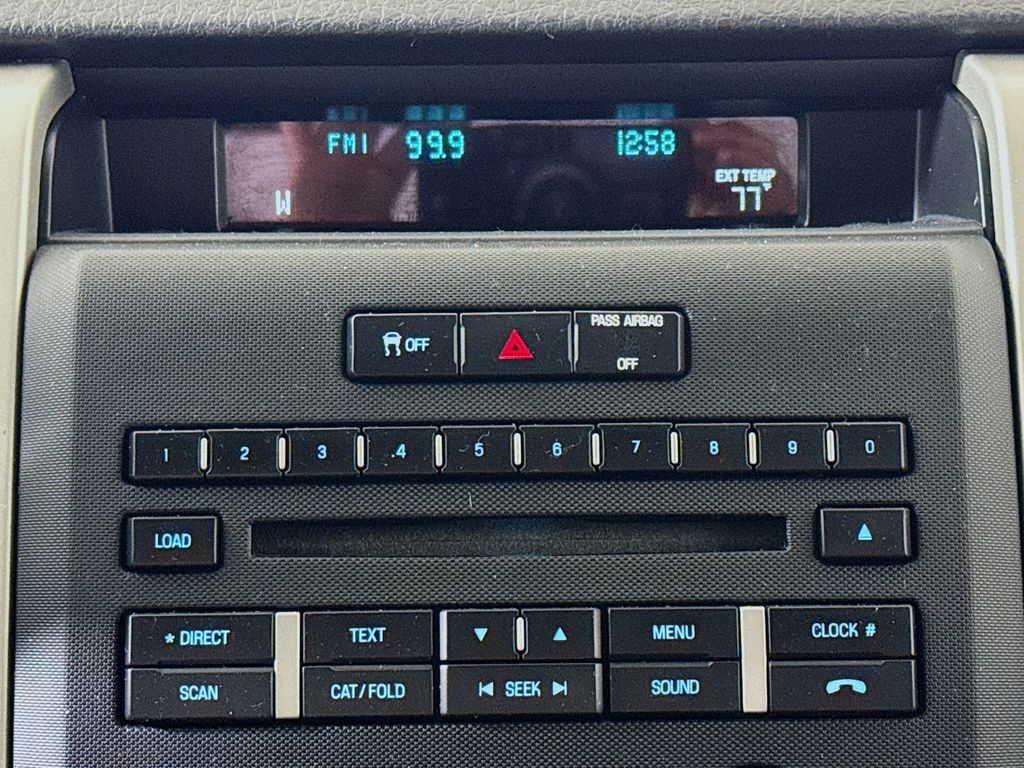 FM1 99.9 12:58
EXT TEMP
W 77°F
OFF
PASS AIRBAG
OFF
1 2 3 4 5 6 7 8 9 0
LOAD
* DIRECT TEXT MENU CLOCK #
SCAN CAT/FOLD SEEK SOUND